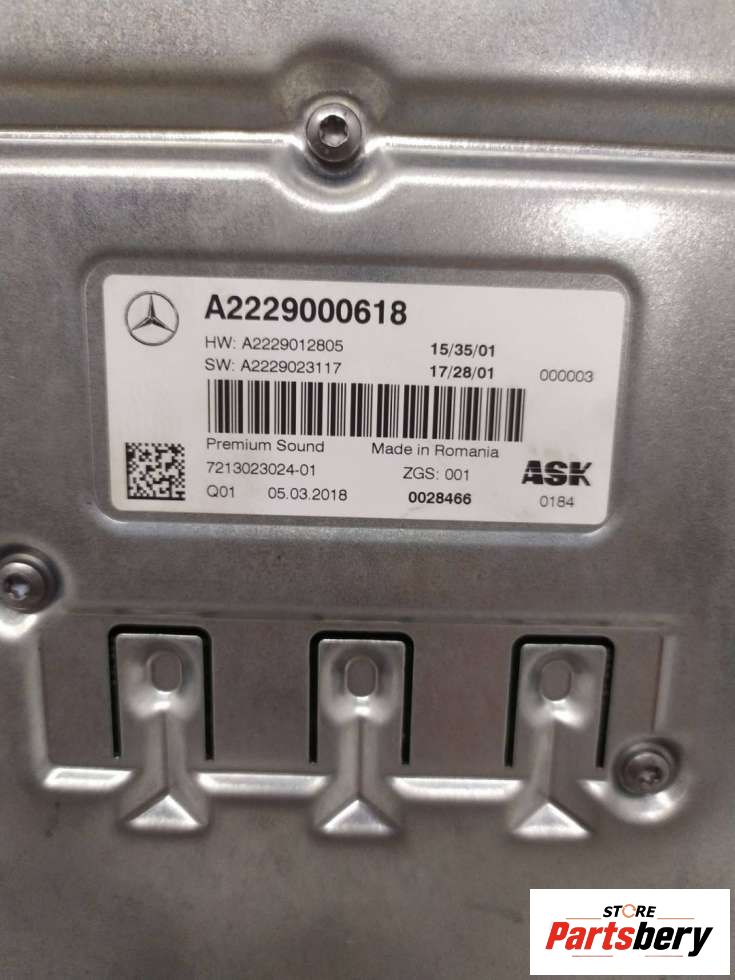 A2229000618
HW: A2229012805 15/35/01
SW: A2229023117 17/28/01 000003
Premium Sound Made in Romania
7213023024-01 ZGS: 001 ASK
Q01 05.03.2018 0028466 0184
STORE
Partsbery